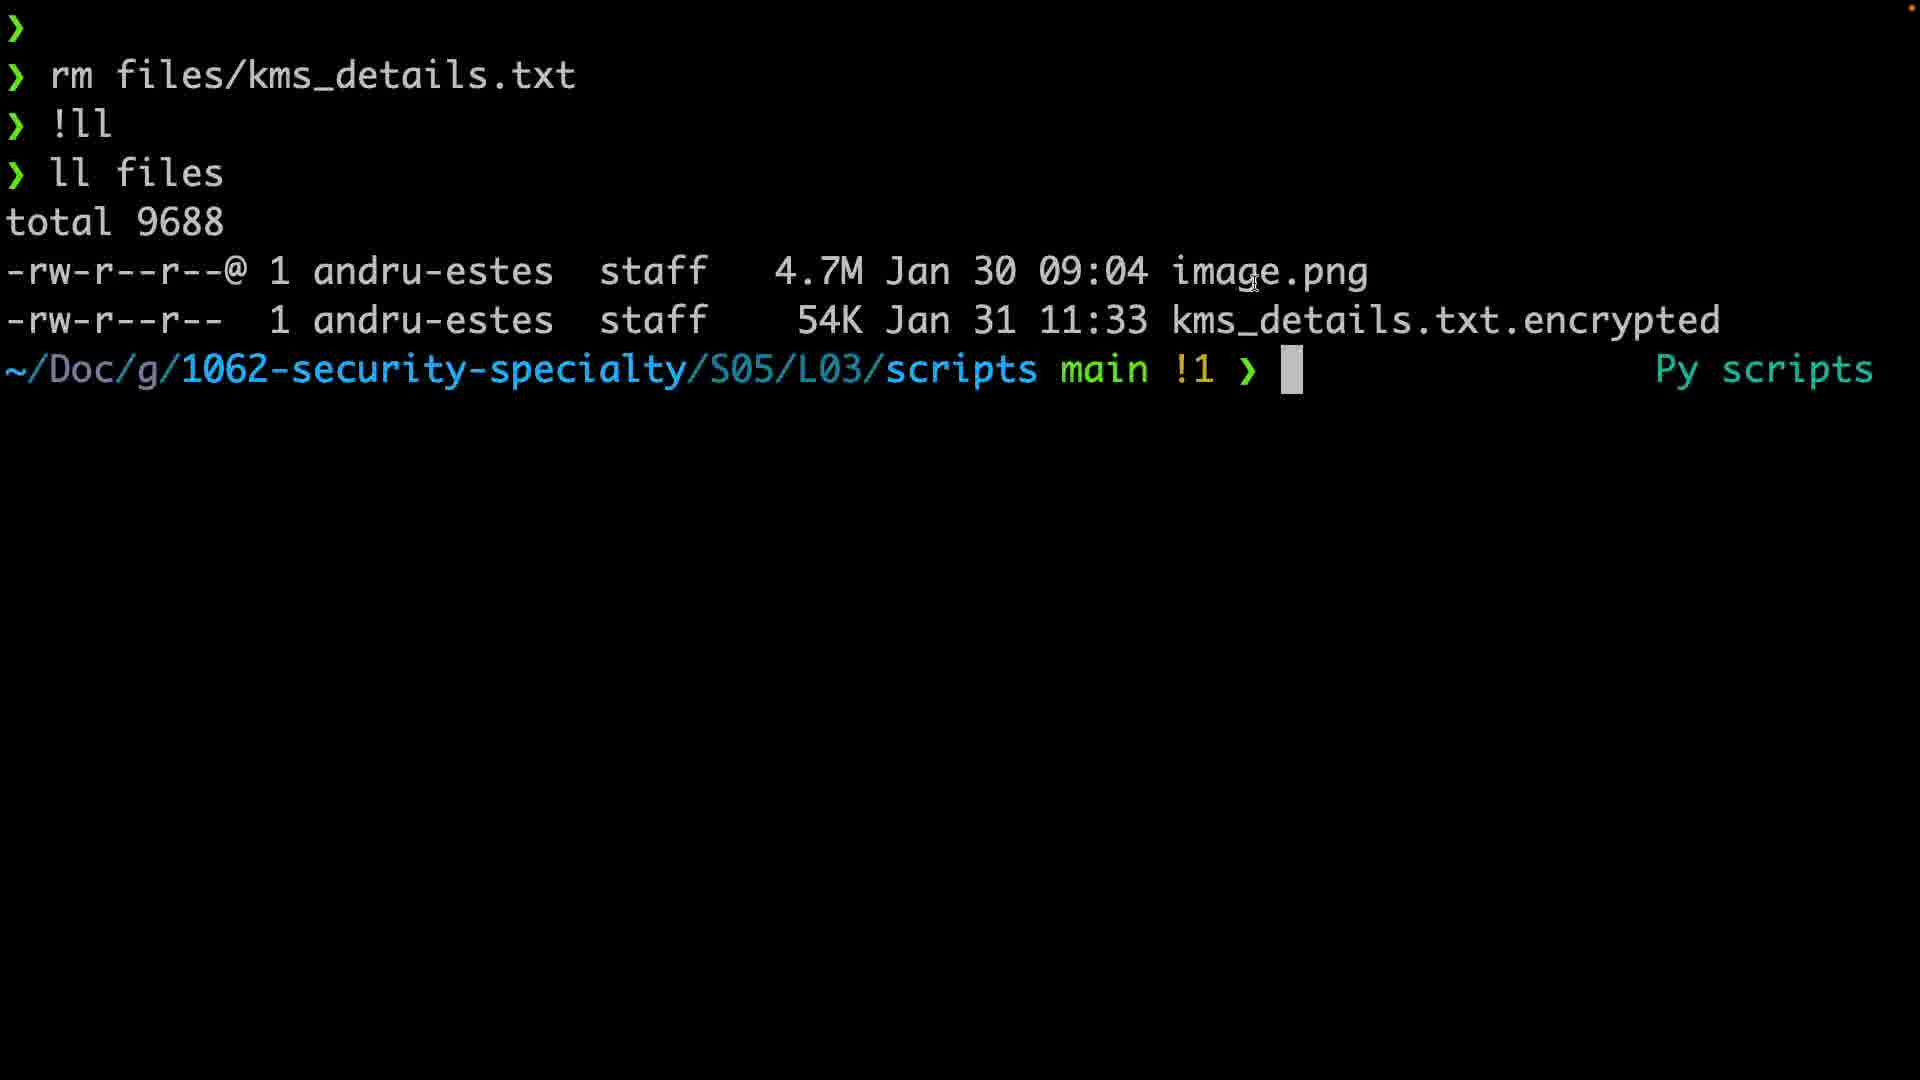 ❯
❯ rm files/kms_details.txt
❯ !ll
❯ ll files
total 9688
-rw-r--r--@ 1 andru-estes  staff   4.7M Jan 30 09:04 image.png
-rw-r--r--  1 andru-estes  staff    54K Jan 31 11:33 kms_details.txt.encrypted
~/Doc/g/1062-security-specialty/S05/L03/scripts main !1 ❯ Py scripts